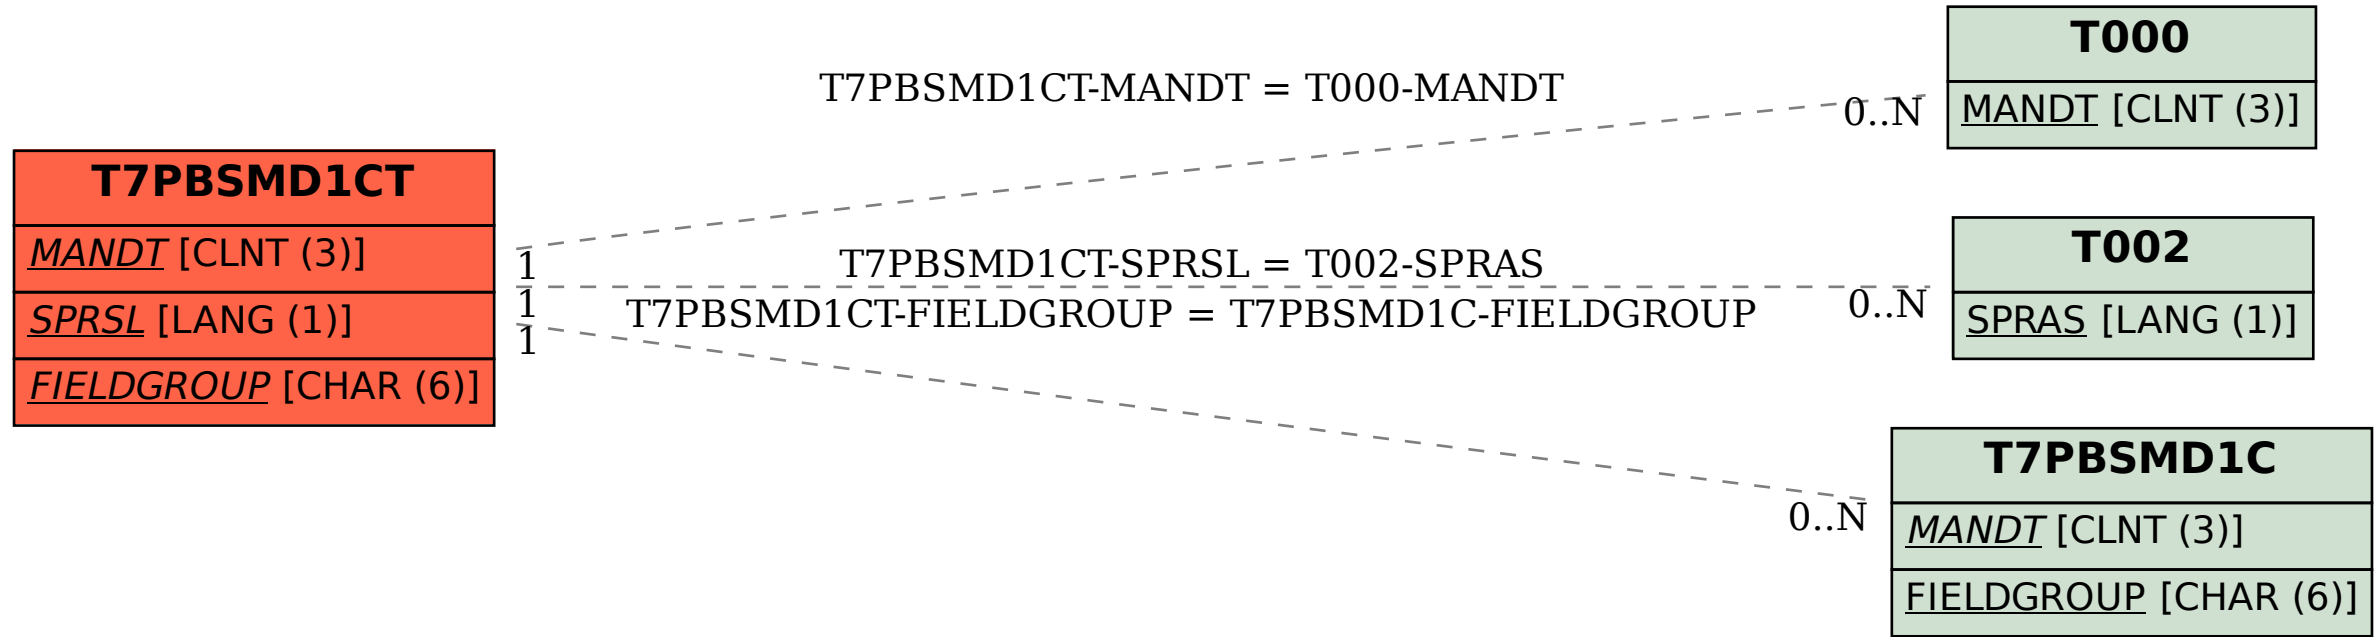 T000
MANDT [CLNT (3)]
T7PBSMD1CT-MANDT = T000-MANDT
0..N
T7PBSMD1CT
MANDT [CLNT (3)]
SPRSL [LANG (1)]
FIELDGROUP [CHAR (6)]
1
T7PBSMD1CT-SPRSL = T002-SPRAS
1
0..N
T002
SPRAS [LANG (1)]
T7PBSMD1CT-FIELDGROUP = T7PBSMD1C-FIELDGROUP
1
0..N
T7PBSMD1C
MANDT [CLNT (3)]
FIELDGROUP [CHAR (6)]